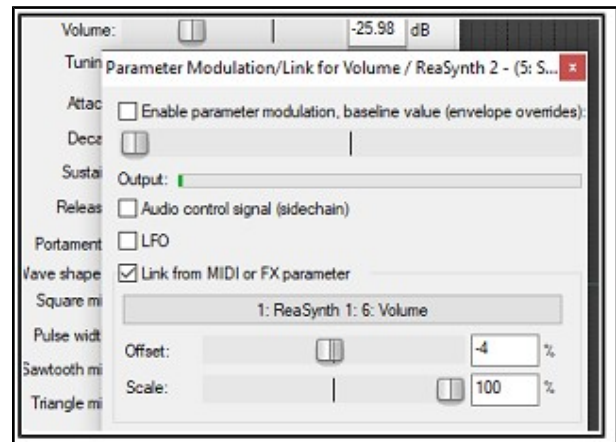 Volume: -25.98 dB
Tunin
Parameter Modulation/Link for Volume / ReaSynth 2 - (5: S... x
Attac
Enable parameter modulation, baseline value (envelope overrides):
Deca
Sustai
Output:
Releas
Audio control signal (sidechain)
Portament
LFO
Wave shape
Link from MIDI or FX parameter
Square mi
1: ReaSynth 1: 6: Volume
Pulse widt
Offset: -4 %
Sawtooth mi
Scale: 100 %
Triangle mi